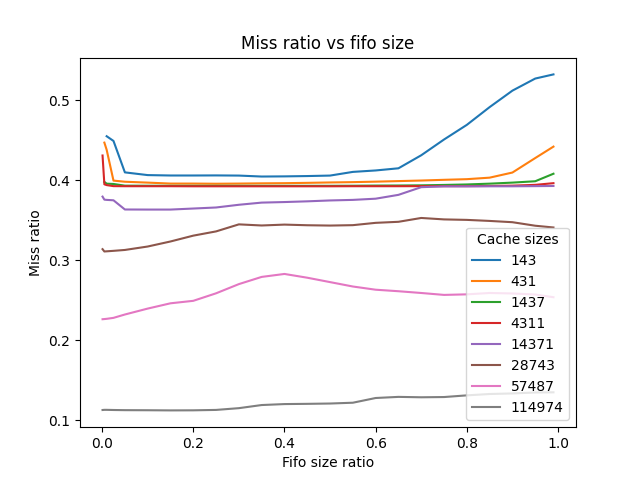 Miss ratio vs fifo size
0.5
0.4
0.3
0.2
0.1
Miss ratio
0.0 0.2 0.4 0.6 0.8 1.0
Fifo size ratio
Cache sizes
143
431
1437
4311
14371
28743
57487
114974